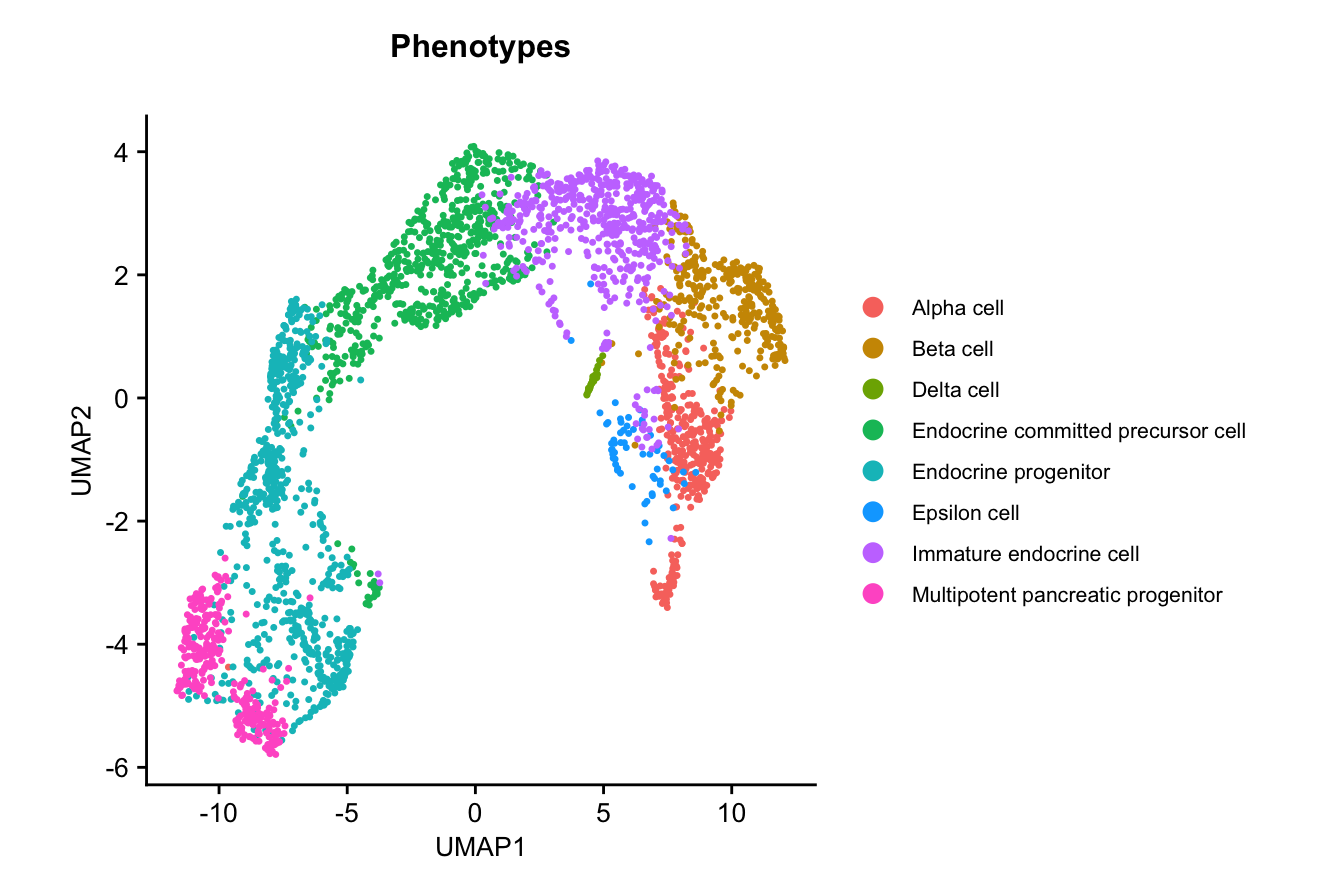 Phenotypes
4
2
0
-2
-4
-6
UMAP2
-10 -5 0 5 10
UMAP1
Alpha cell
Beta cell
Delta cell
Endocrine committed precursor cell
Endocrine progenitor
Epsilon cell
Immature endocrine cell
Multipotent pancreatic progenitor